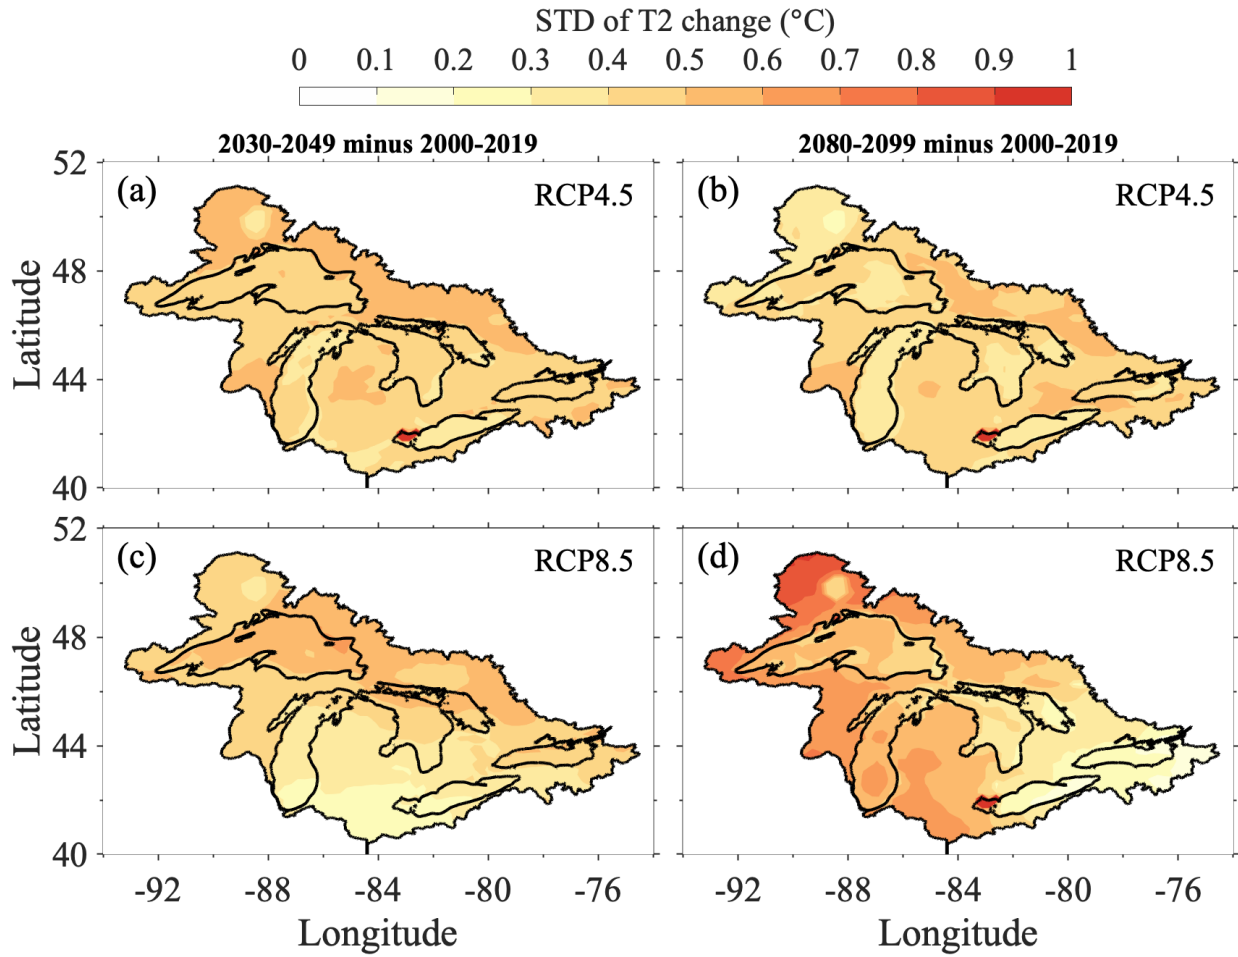 STD of T2 change (°C)
0 0.1 0.2 0.3 0.4 0.5 0.6 0.7 0.8 0.9 1
2030-2049 minus 2000-2019
2080-2099 minus 2000-2019
52
(a)
RCP4.5
(b)
RCP4.5
48
Latitude
44
40
52
(c)
RCP8.5
(d)
RCP8.5
48
Latitude
44
40
-92 -88 -84 -80 -76
-92 -88 -84 -80 -76
Longitude
Longitude